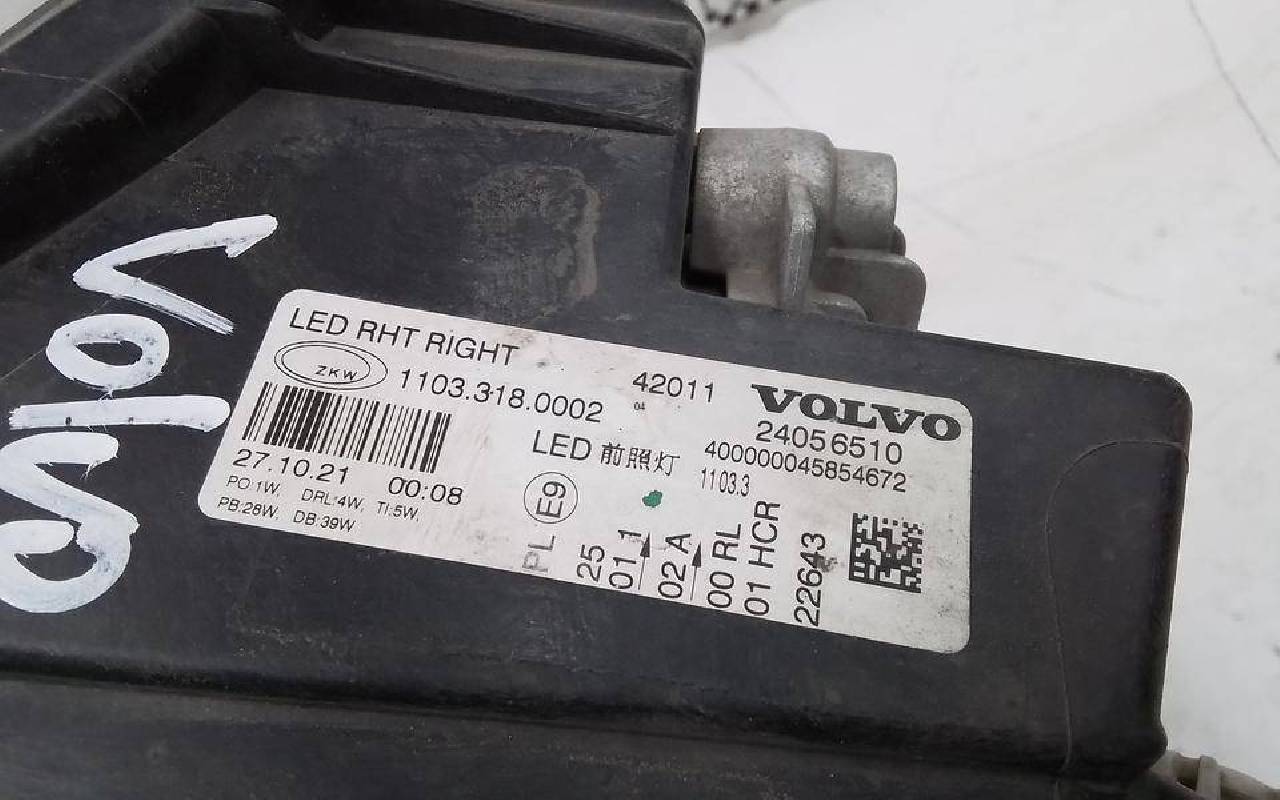 Volvo
LED RHT RIGHT
ZKW
1103.318.0002
42011
04
VOLVO
24056510
LED 前照灯
400000045854672
1103.3
27.10.21 00:08
PO:1W, DRL:4W, TI:5W,
PB:28W, DB:39W
E9
PL
25
01 1
02 A
00 RL
01 HCR
22643